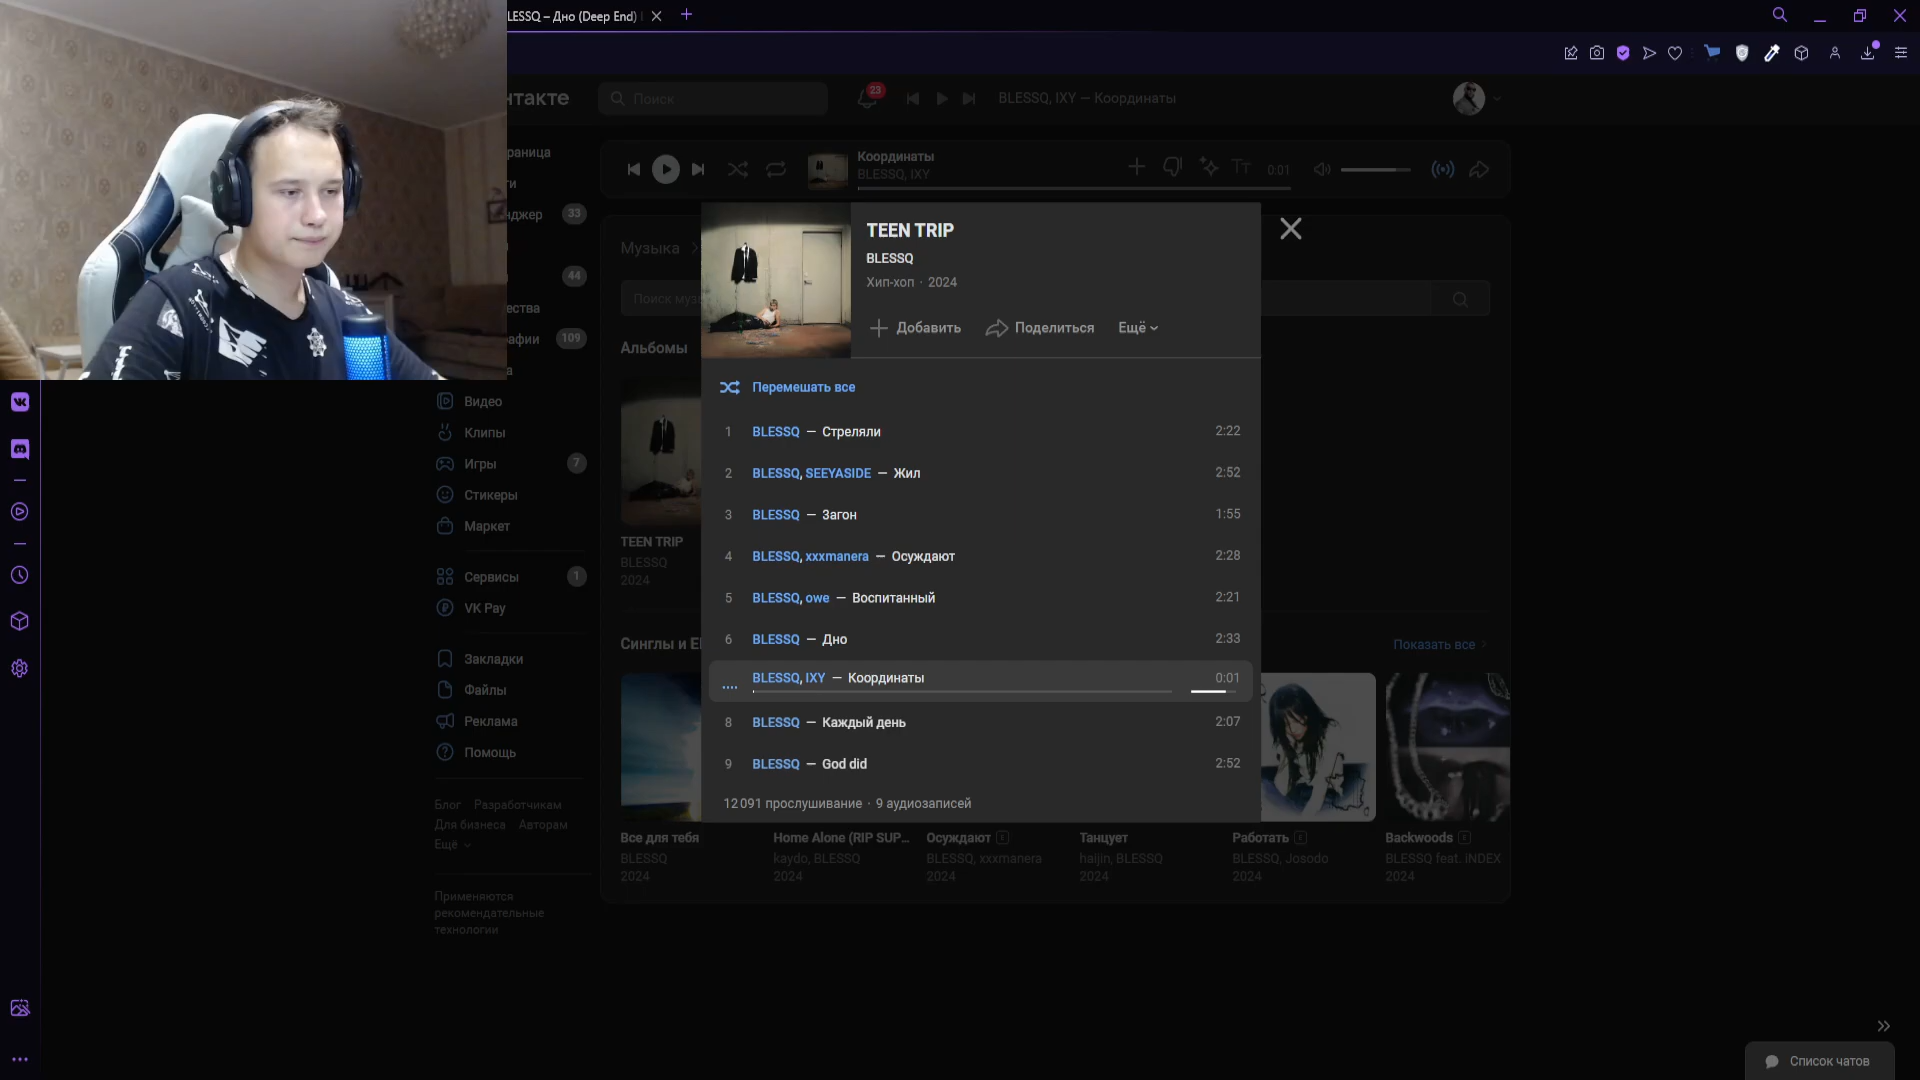 LESSQ – Дно (Deep End)
нтакте
Поиск
23
BLESSQ, IXY — Координаты
Координаты
BLESSQ, IXY
0:01
раница
ти
нджер
33
44
ества
афии
109
а
Видео
Клипы
Игры
7
Стикеры
Маркет
Сервисы
1
VK Pay
Закладки
Файлы
Реклама
Помощь
Блог Разработчикам
Для бизнеса Авторам
Ещё
Применяются
рекомендательные
технологии
Музыка
Поиск муз
Альбомы
TEEN TRIP
BLESSQ
2024
Синглы и E
Показать все
TEEN TRIP
BLESSQ
Хип-хоп · 2024
Добавить
Поделиться
Ещё
Перемешать все
1 BLESSQ — Стреляли 2:22
2 BLESSQ, SEEYASIDE — Жил 2:52
3 BLESSQ — Загон 1:55
4 BLESSQ, xxxmanera — Осуждают 2:28
5 BLESSQ, owe — Воспитанный 2:21
6 BLESSQ — Дно 2:33
BLESSQ, IXY — Координаты 0:01
8 BLESSQ — Каждый день 2:07
9 BLESSQ — God did 2:52
12 091 прослушивание · 9 аудиозаписей
Все для тебя
BLESSQ
2024
Home Alone (RIP SUP...
kaydo, BLESSQ
2024
Осуждают E
BLESSQ, xxxmanera
2024
Танцует
haijin, BLESSQ
2024
Работать E
BLESSQ, Josodo
2024
Backwoods E
BLESSQ feat. iNDEX
2024
Список чатов